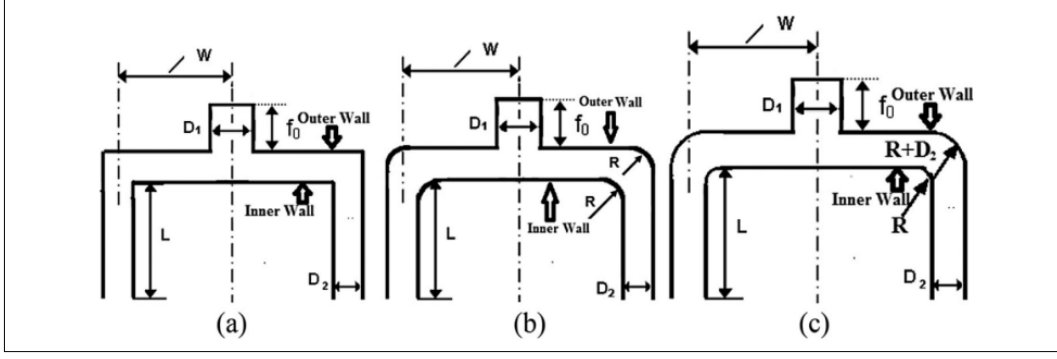 W
D₁
f₀
Outer Wall
Inner Wall
L
D₂
(a)
W
D₁
f₀
Outer Wall
R
R
Inner Wall
L
D₂
(b)
W
D₁
f₀
Outer Wall
R+D₂
Inner Wall
R
L
D₂
(c)